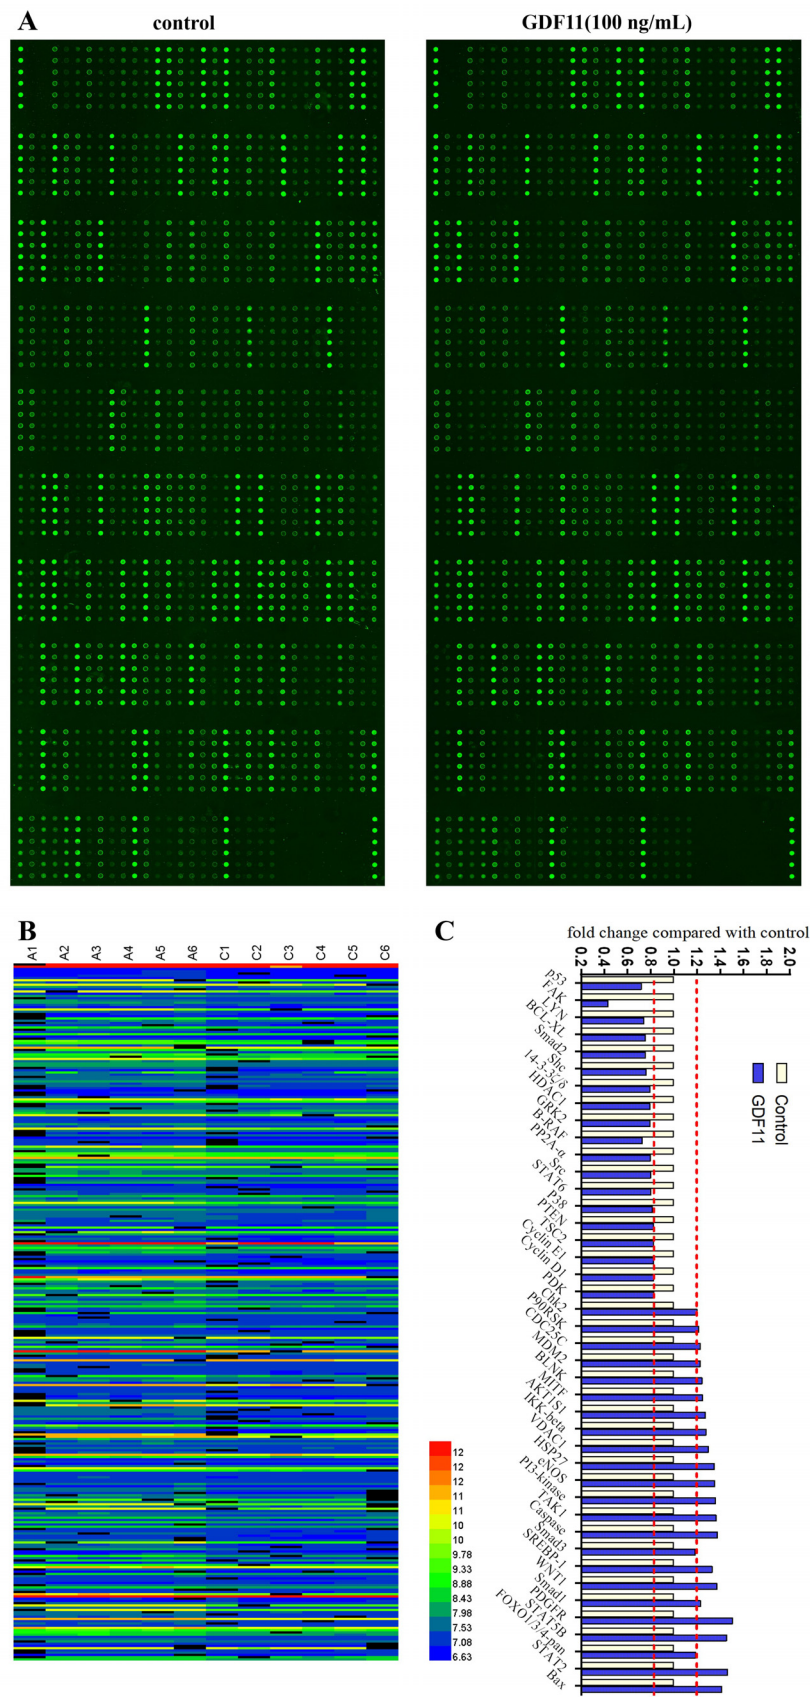 A
control
GDF11(100 ng/mL)
B
A1 A2 A3 A4 A5 A6 C1 C2 C3 C4 C5 C6
12
12
12
11
11
10
10
9.78
9.33
8.88
8.43
7.98
7.53
7.08
6.63
C
fold change compared with control
0.2 0.4 0.6 0.8 1.0 1.2 1.4 1.6 1.8 2.0
Control
GDF11
p53
FAK
LYN
BCL-XL
Smad2
Shc
14-3-3ζ/δ
HDAC1
GRK2
B-RAF
PP2A-α
Src
STAT6
P38
PTEN
TSC2
Cyclin E1
Cyclin D1
PDK
Chk2
P90RSK
CDC25C
MDM2
BLNK
MITF
AKT1S1
IKK-beta
VDAC1
HSP27
eNOS
PI3-kinase
TAK1
Caspase
Smad3
SREBP-1
WNT1
Smad1
PDGFR
STAT5B
FOXO1/3/4-pan
STAT2
Bax